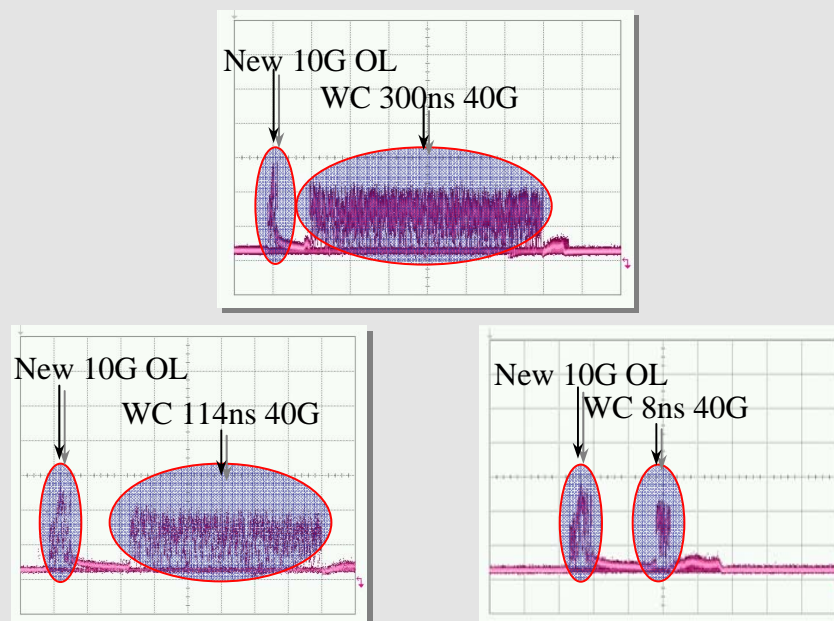 New 10G OL
WC 300ns 40G
New 10G OL
WC 114ns 40G
New 10G OL
WC 8ns 40G